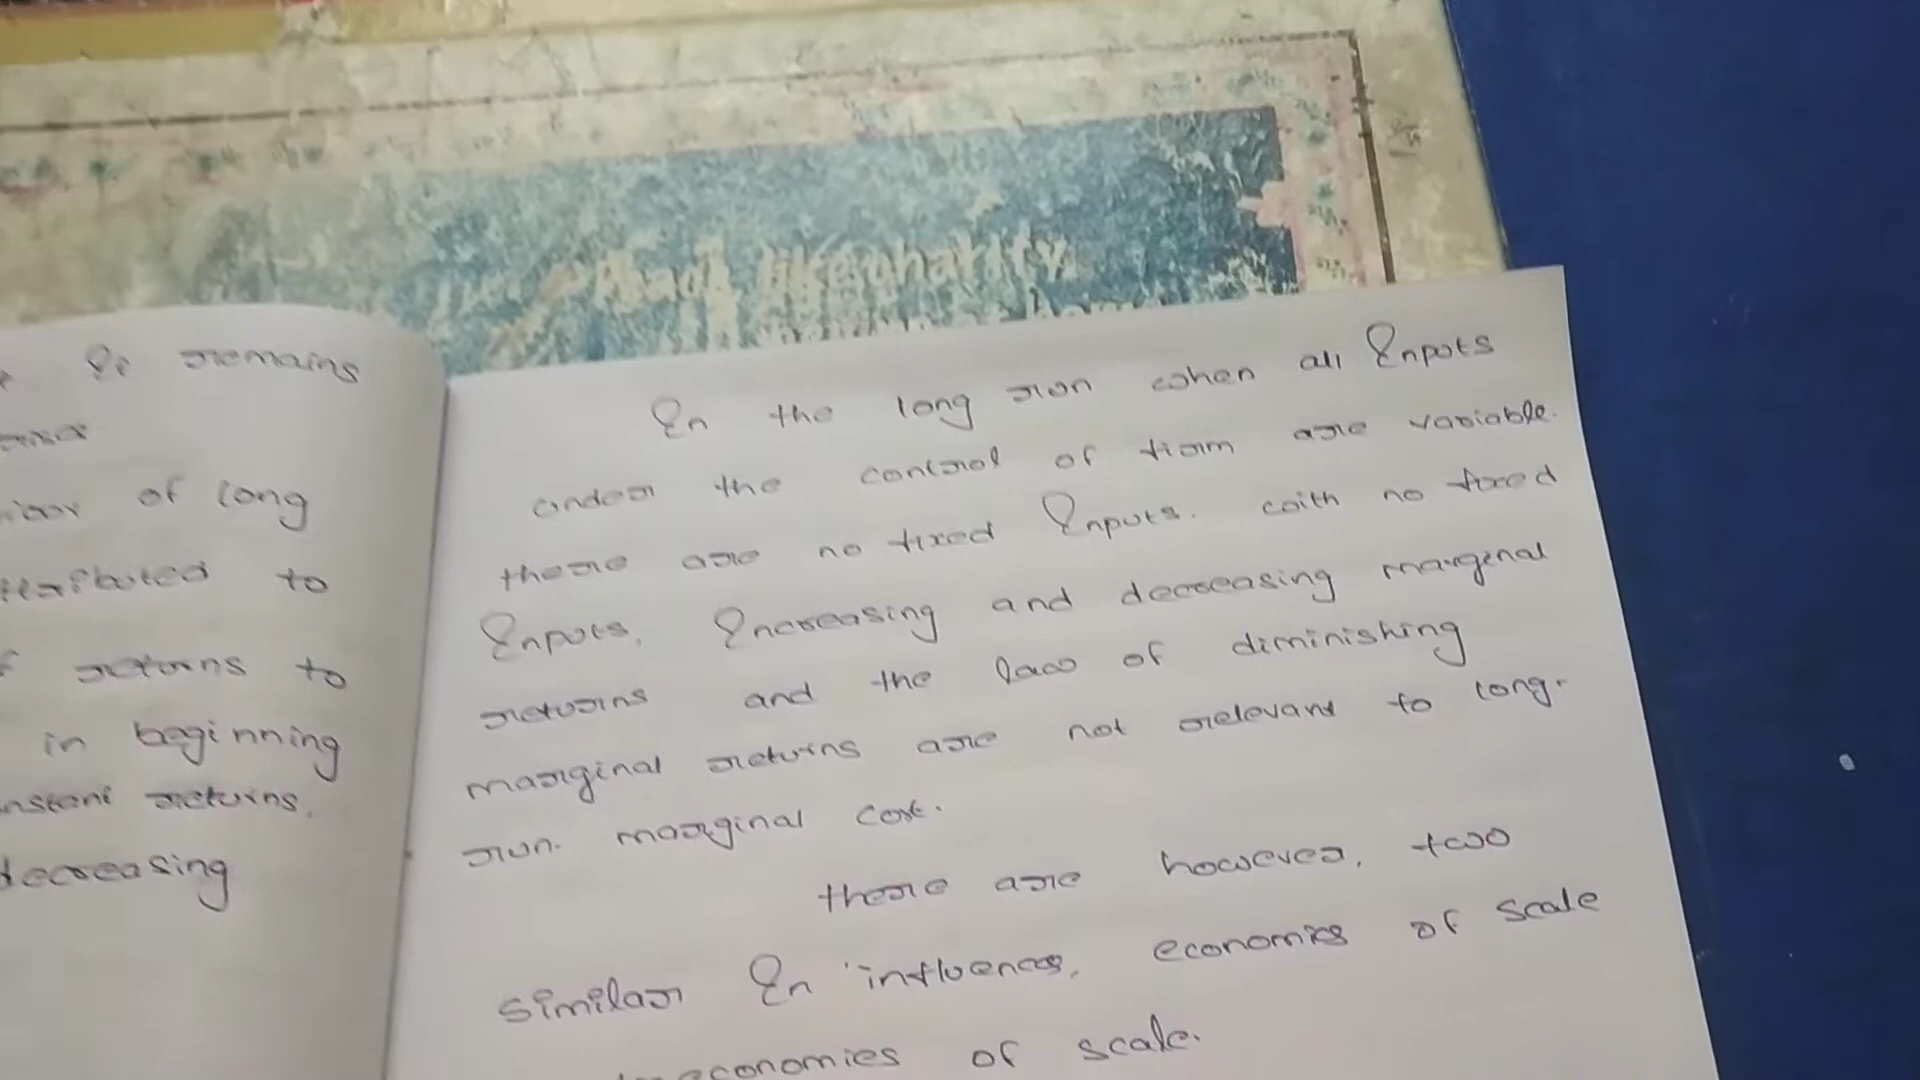 like charity
remains
of long
to
returns to
in beginning
returns.
decreasing
In the long run when all Inputs
under the control of firm are variable.
there are no fixed Inputs. with no fixed
Inputs, Increasing and decreasing marginal
returns and the law of diminishing
marginal returns are not relevant to long-
run. marginal cost.
there are however, two
similar In influences, economies of scale
economies of scale.